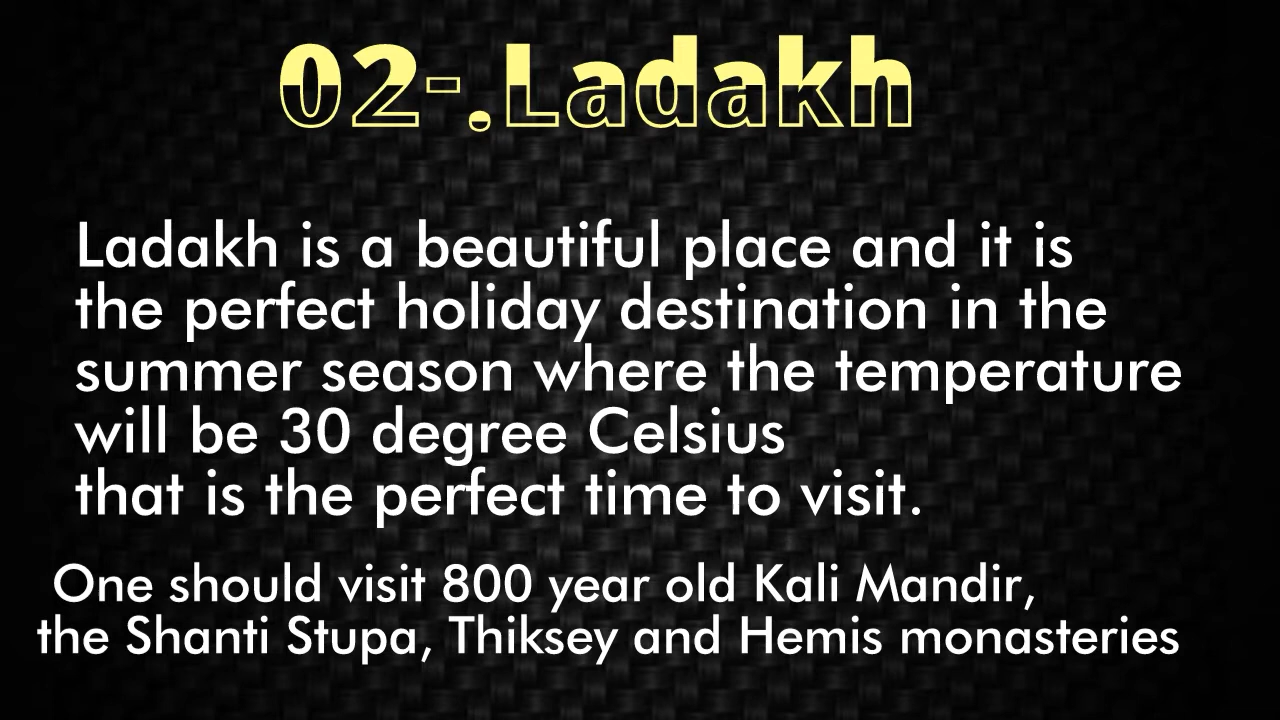 02-.Ladakh
Ladakh is a beautiful place and it is
the perfect holiday destination in the
summer season where the temperature
will be 30 degree Celsius
that is the perfect time to visit.
One should visit 800 year old Kali Mandir,
the Shanti Stupa, Thiksey and Hemis monasteries